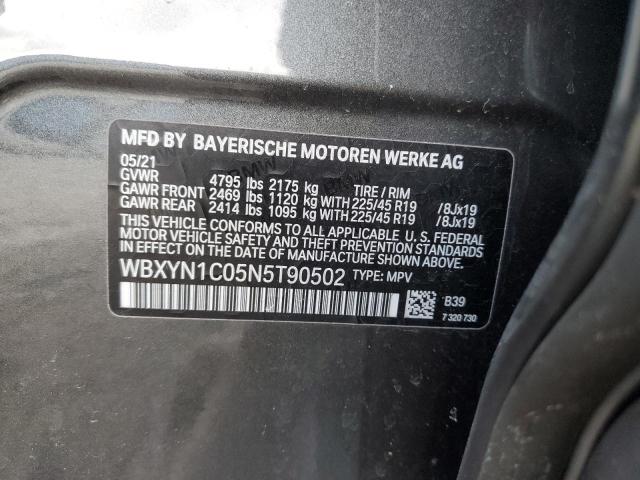 MFD BY BAYERISCHE MOTOREN WERKE AG
05/21
GVWR 4795 lbs 2175 kg TIRE / RIM
GAWR FRONT 2469 lbs 1120 kg WITH 225/45 R19 /8Jx19
GAWR REAR 2414 lbs 1095 kg WITH 225/45 R19 /8Jx19
THIS VEHICLE CONFORMS TO ALL APPLICABLE U. S. FEDERAL
MOTOR VEHICLE SAFETY STANDARDS
IN EFFECT ON THE DATE OF MANUFACTURE SHOWN ABOVE.
WBXYN1C05N5T90502 TYPE: MPV
B39
7 320 730